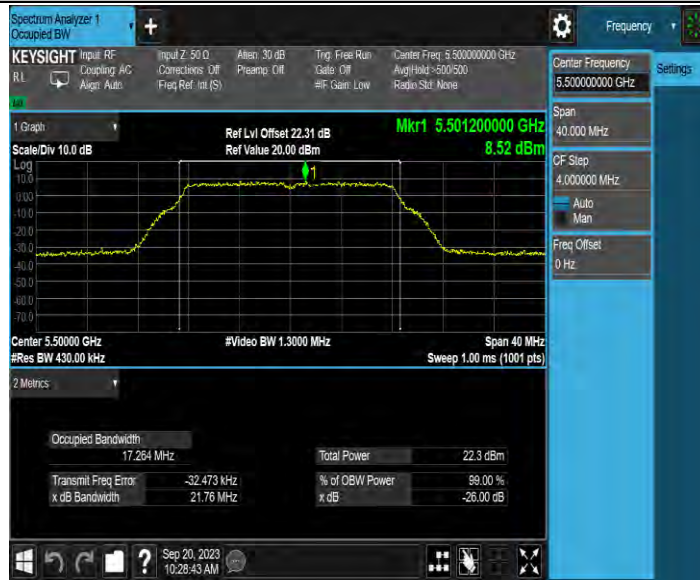 Spectrum Analyzer 1
Occupied BW
+
Frequency
KEYSIGHT Input: RF Input Z: 50 Ω Atten: 30 dB Trig: Free Run Center Freq: 5.500000000 GHz
RL Coupling: AC Corrections: Off Preamp: Off Gate: Off Avg|Hold:>500/500
Align: Auto Freq Ref: Int (S) #IF Gain: Low Radio Std: None
Center Frequency
5.500000000 GHz
Settings
Span
40.000 MHz
CF Step
4.000000 MHz
Auto
Man
Freq Offset
0 Hz
1 Graph
Scale/Div 10.0 dB
Ref Lvl Offset 22.31 dB
Ref Value 20.00 dBm
Mkr1 5.501200000 GHz
8.52 dBm
Log
10.0
0.00
-10.0
-20.0
-30.0
-40.0
-50.0
-60.0
-70.0
1
Center 5.50000 GHz #Video BW 1.3000 MHz Span 40 MHz
#Res BW 430.00 kHz Sweep 1.00 ms (1001 pts)
2 Metrics
Occupied Bandwidth
17.264 MHz Total Power 22.3 dBm
Transmit Freq Error -32.473 kHz % of OBW Power 99.00 %
x dB Bandwidth 21.76 MHz x dB -26.00 dB
? Sep 20, 2023
10:28:43 AM